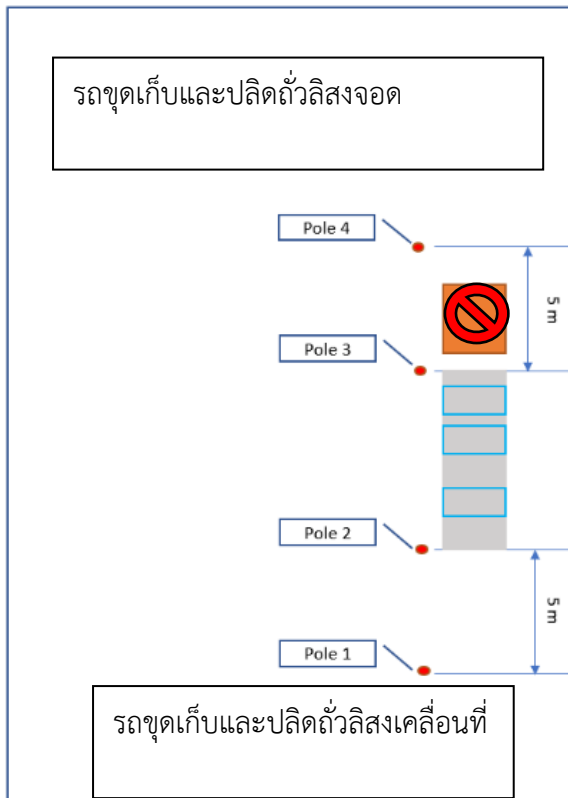 รถขุดเก็บและปลิดถั่วลิสงจอด
Pole 4
5 m
Pole 3
Pole 2
5 m
Pole 1
รถขุดเก็บและปลิดถั่วลิสงเคลื่อนที่